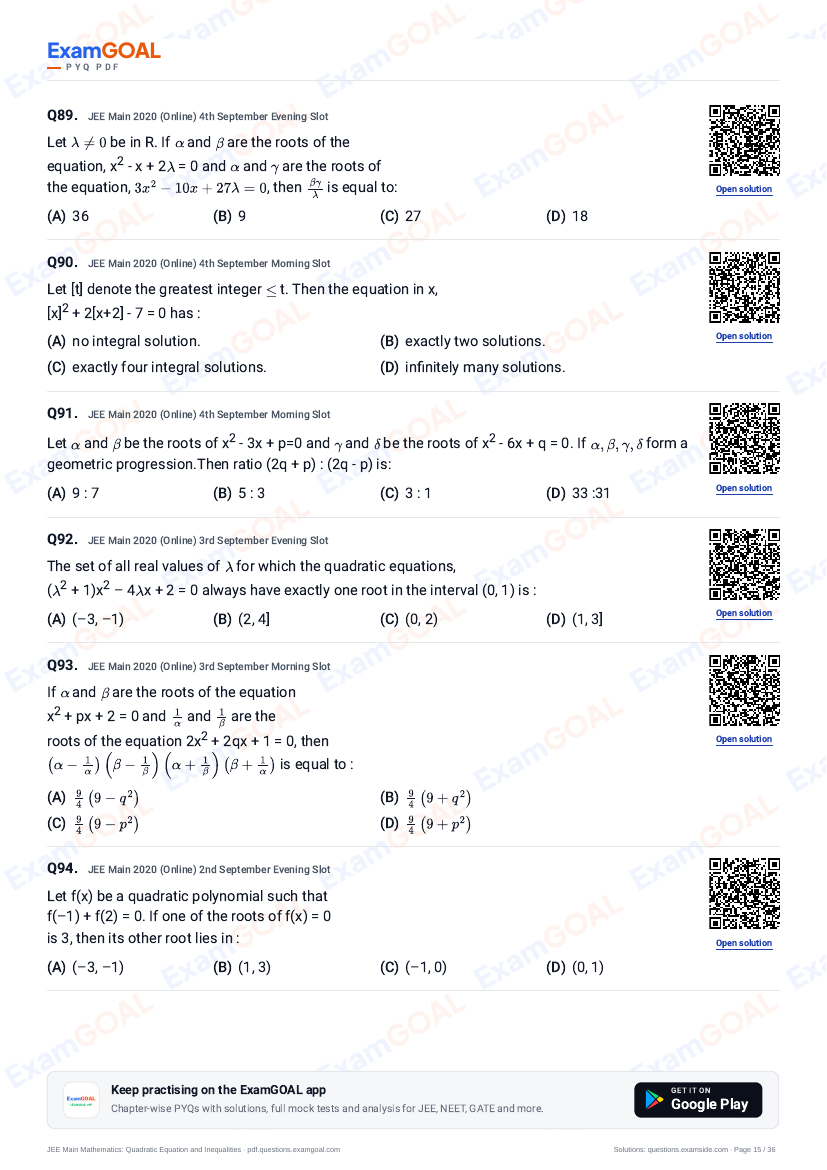 ExamGOAL
PYQ PDF
Q89. JEE Main 2020 (Online) 4th September Evening Slot
Let λ ≠ 0 be in R. If α and β are the roots of the
equation, x² - x + 2λ = 0 and α and γ are the roots of
the equation, 3x² − 10x + 27λ = 0, then βγ/λ is equal to:
Open solution
(A) 36 (B) 9 (C) 27 (D) 18
Q90. JEE Main 2020 (Online) 4th September Morning Slot
Let [t] denote the greatest integer ≤ t. Then the equation in x,
[x]² + 2[x+2] - 7 = 0 has :
Open solution
(A) no integral solution. (B) exactly two solutions.
(C) exactly four integral solutions. (D) infinitely many solutions.
Q91. JEE Main 2020 (Online) 4th September Morning Slot
Let α and β be the roots of x² - 3x + p=0 and γ and δ be the roots of x² - 6x + q = 0. If α, β, γ, δ form a
geometric progression.Then ratio (2q + p) : (2q - p) is:
Open solution
(A) 9 : 7 (B) 5 : 3 (C) 3 : 1 (D) 33 :31
Q92. JEE Main 2020 (Online) 3rd September Evening Slot
The set of all real values of λ for which the quadratic equations,
(λ² + 1)x² – 4λx + 2 = 0 always have exactly one root in the interval (0, 1) is :
Open solution
(A) (–3, –1) (B) (2, 4] (C) (0, 2) (D) (1, 3]
Q93. JEE Main 2020 (Online) 3rd September Morning Slot
If α and β are the roots of the equation
x² + px + 2 = 0 and 1/α and 1/β are the
roots of the equation 2x² + 2qx + 1 = 0, then
(α − 1/α) (β − 1/β) (α + 1/β) (β + 1/α) is equal to :
Open solution
(A) 9/4 (9 − q²) (B) 9/4 (9 + q²)
(C) 9/4 (9 − p²) (D) 9/4 (9 + p²)
Q94. JEE Main 2020 (Online) 2nd September Evening Slot
Let f(x) be a quadratic polynomial such that
f(–1) + f(2) = 0. If one of the roots of f(x) = 0
is 3, then its other root lies in :
Open solution
(A) (–3, –1) (B) (1, 3) (C) (–1, 0) (D) (0, 1)
ExamGOAL
Keep practising on the ExamGOAL app
Chapter-wise PYQs with solutions, full mock tests and analysis for JEE, NEET, GATE and more.
GET IT ON
Google Play
JEE Main Mathematics: Quadratic Equation and Inequalities · pdf.questions.examgoal.com
Solutions: questions.examside.com · Page 15 / 36